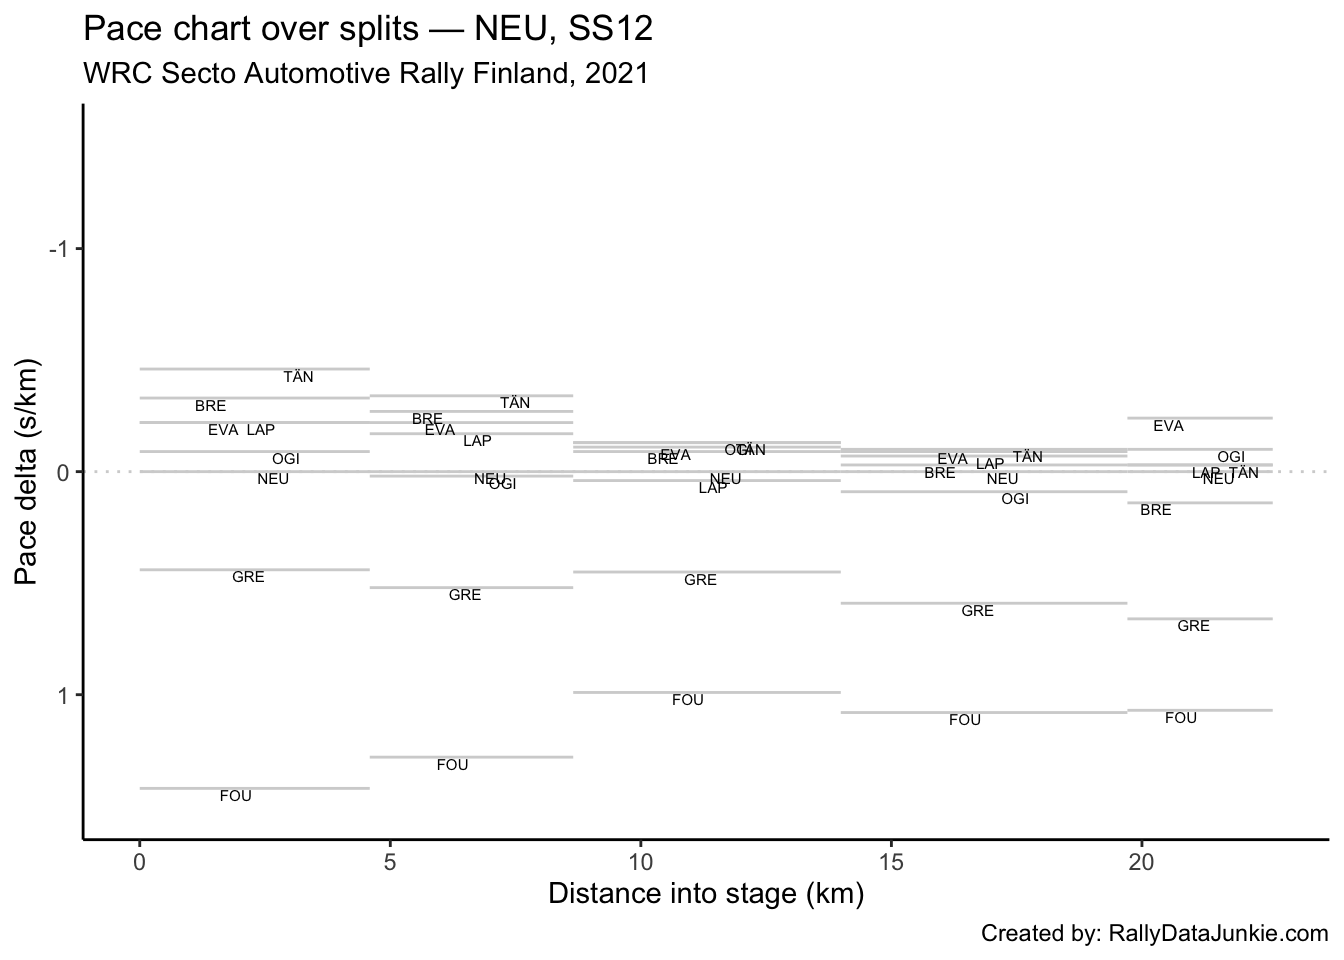 Pace chart over splits — NEU, SS12
WRC Secto Automotive Rally Finland, 2021
Pace delta (s/km)
-1
0
1
TÄN
BRE
EVA LAP
OGI
NEU
GRE
FOU
TÄN
BRE
EVA
LAP
NEU
OGI
GRE
FOU
OGI
TÄN
EVA
BRE
NEU
LAP
GRE
FOU
TÄN
EVA
LAP
BRE
NEU
OGI
GRE
FOU
EVA
OGI
LAP TÄN
NEU
BRE
GRE
FOU
0 5 10 15 20
Distance into stage (km)
Created by: RallyDataJunkie.com